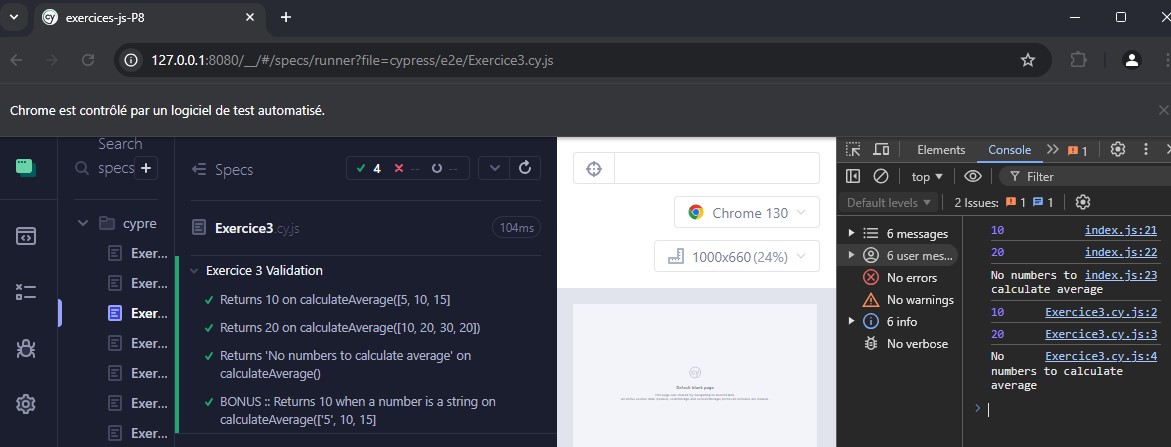 exercices-js-P8
127.0.0.1:8080/__/#/specs/runner?file=cypress/e2e/Exercice3.cy.js
Chrome est contrôlé par un logiciel de test automatisé.
Search
specs
+
cypre
Exer...
Exer...
Exer...
Exer...
Exer...
Exer...
Exer...
Specs
4 -- --
Exercice3.cy.js
104ms
Exercice 3 Validation
Returns 10 on calculateAverage([5, 10, 15]
Returns 20 on calculateAverage([10, 20, 30, 20])
Returns 'No numbers to calculate average' on
calculateAverage()
BONUS :: Returns 10 when a number is a string on
calculateAverage(['5', 10, 15]
Chrome 130
1000x660 (24%)
Default blank page
Elements Console 1
top Filter
Default levels 2 Issues: 1 1
6 messages
6 user mes...
No errors
No warnings
6 info
No verbose
10 index.js:21
20 index.js:22
No numbers to index.js:23
calculate average
10 Exercice3.cy.js:2
20 Exercice3.cy.js:3
No Exercice3.cy.js:4
numbers to calculate
average